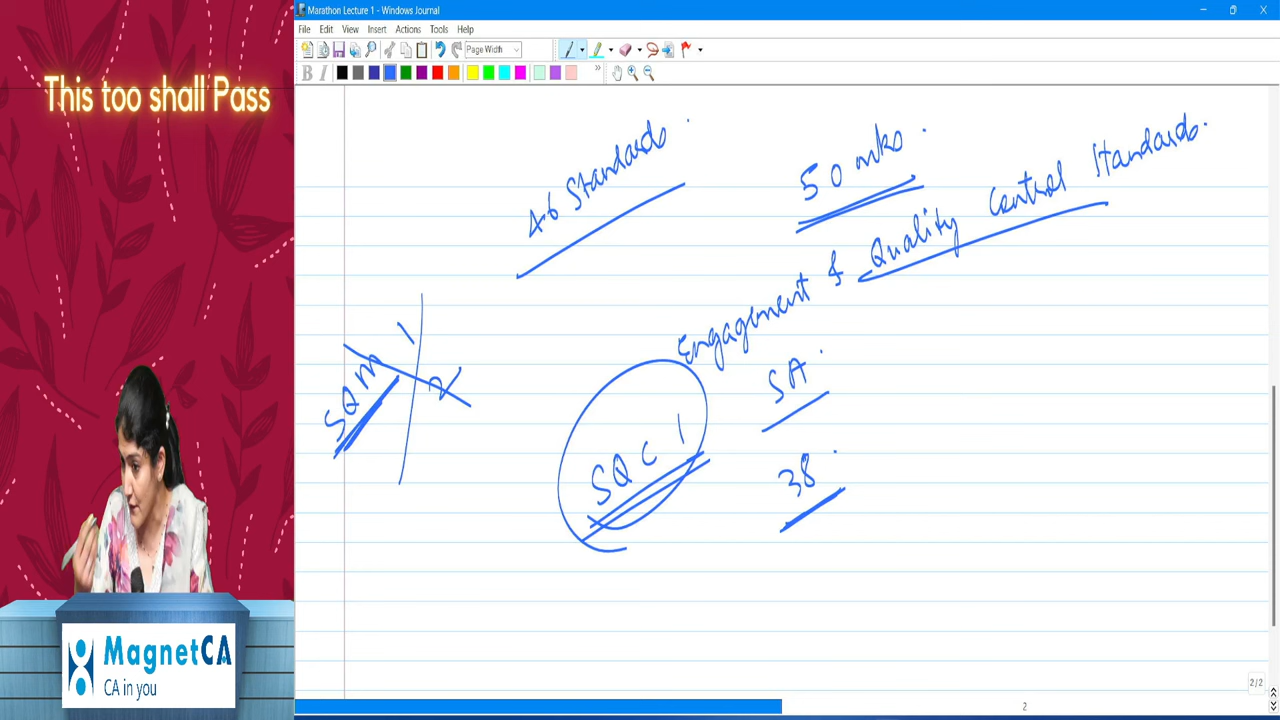 This too shall Pass
Marathon Lecture 1 - Windows Journal
File Edit View Insert Actions Tools Help
Page Width
B I
46 Standards.
50 mks.
Engagement & Quality Control Standards.
SQM 1
2
SQC 1
SA.
38.
MagnetCA
CA in you
2/2
2